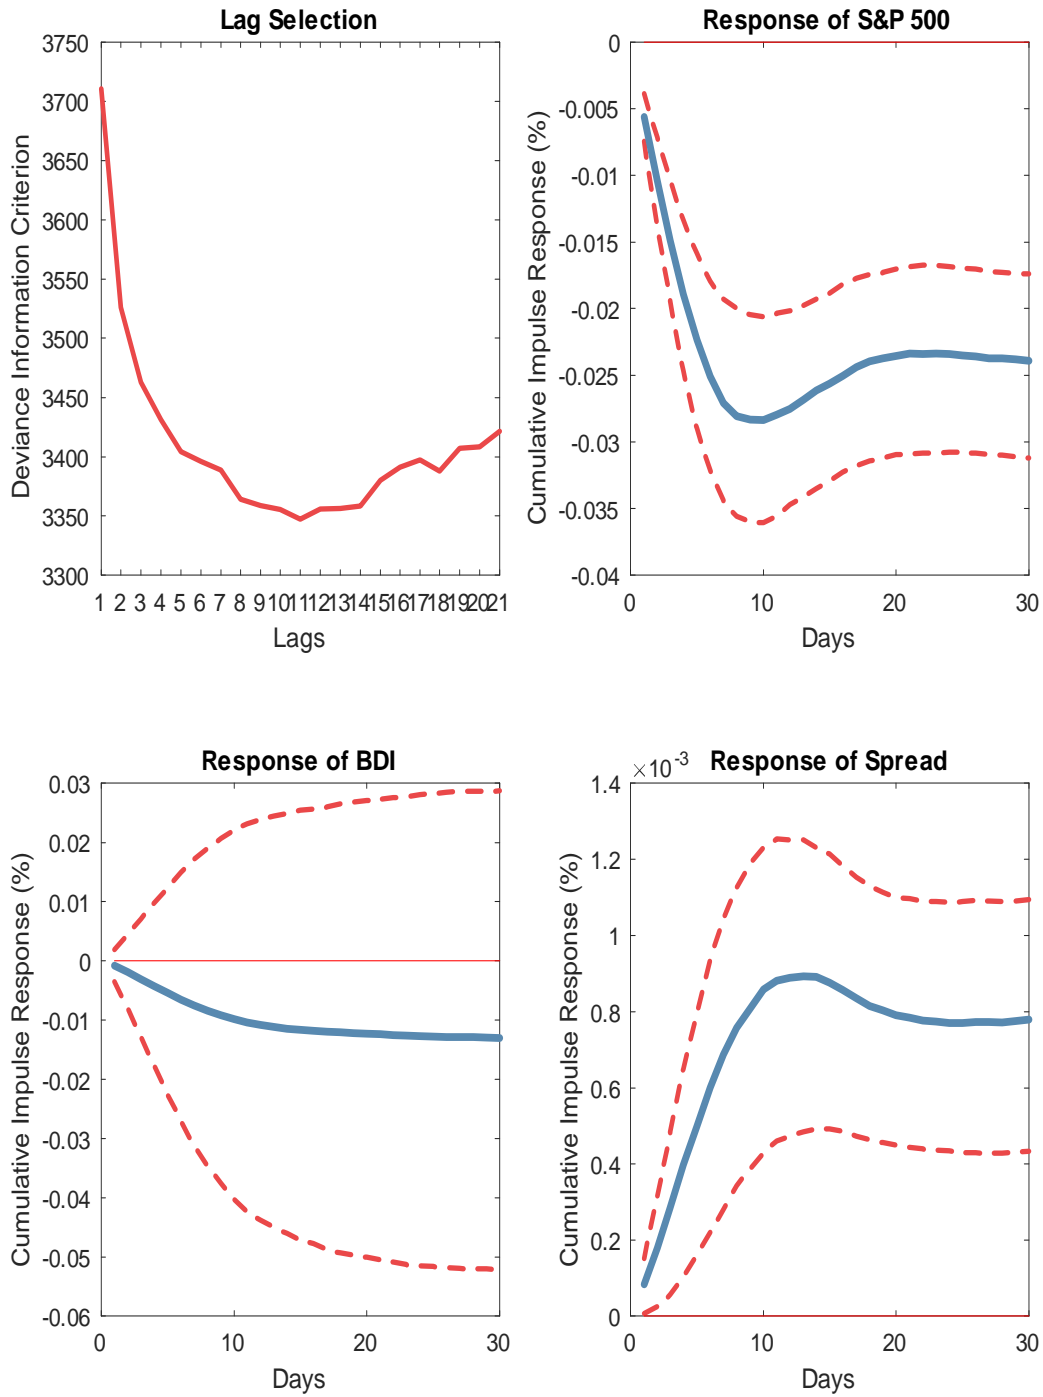 Lag Selection
3750
3700
3650
3600
3550
3500
3450
3400
3350
3300
Deviance Information Criterion
1 2 3 4 5 6 7 8 9 10 11 12 13 14 15 16 17 18 19 20 21
Lags
Response of S&P 500
0
-0.005
-0.01
-0.015
-0.02
-0.025
-0.03
-0.035
-0.04
Cumulative Impulse Response (%)
0 10 20 30
Days
Response of BDI
0.03
0.02
0.01
0
-0.01
-0.02
-0.03
-0.04
-0.05
-0.06
Cumulative Impulse Response (%)
0 10 20 30
Days
×10-3 Response of Spread
1.4
1.2
1
0.8
0.6
0.4
0.2
0
Cumulative Impulse Response (%)
0 10 20 30
Days